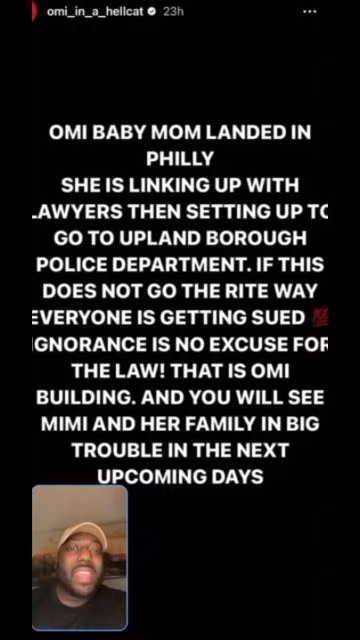 omi_in_a_hellcat 23h
OMI BABY MOM LANDED IN
PHILLY
SHE IS LINKING UP WITH
LAWYERS THEN SETTING UP TO
GO TO UPLAND BOROUGH
POLICE DEPARTMENT. IF THIS
DOES NOT GO THE RITE WAY
EVERYONE IS GETTING SUED 💯
IGNORANCE IS NO EXCUSE FOR
THE LAW! THAT IS OMI
BUILDING. AND YOU WILL SEE
MIMI AND HER FAMILY IN BIG
TROUBLE IN THE NEXT
UPCOMING DAYS